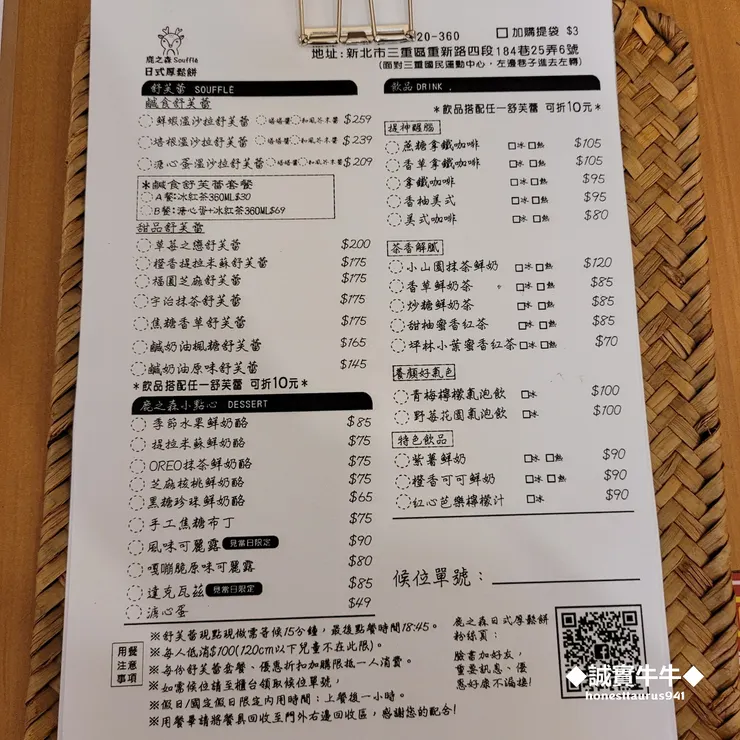 鹿之森 Soufflé
日式厚鬆餅
20-360
加購提袋 $3
地址:新北市三重區重新路四段184巷25弄6號
(面對三重國民運動中心,左邊巷子進去左轉)
舒芙蕾 SOUFFLÉ
鹹食舒芙蕾
鮮蝦溫沙拉舒芙蕾 和風芥末醬 $259
培根溫沙拉舒芙蕾 和風芥末醬 $239
溏心蛋溫沙拉舒芙蕾 和風芥末醬 $209
*鹹食舒芙蕾套餐
A餐:冰紅茶360ML$30
B餐:溏心蛋+冰紅茶360ML$69
甜品舒芙蕾
草莓之戀舒芙蕾 $200
橙香提拉米蘇舒芙蕾 $175
福圓芝麻舒芙蕾 $175
宇治抹茶舒芙蕾 $175
焦糖香草舒芙蕾 $175
鹹奶油楓糖舒芙蕾 $165
鹹奶油原味舒芙蕾 $145
*飲品搭配任一舒芙蕾 可折10元*
鹿之森小點心 DESSERT
季節水果鮮奶酪 $85
提拉米蘇鮮奶酪 $75
OREO抹茶鮮奶酪 $75
芝麻核桃鮮奶酪 $75
黑糖珍珠鮮奶酪 $65
手工焦糖布丁 $75
風味可麗露 見當日限定 $90
嘎嘣脆原味可麗露 $80
達克瓦茲 見當日限定 $85
溏心蛋 $49
飲品 DRINK
*飲品搭配任一舒芙蕾 可折10元*
提神醒腦
蔗糖拿鐵咖啡 冰 熱 $105
香草拿鐵咖啡 冰 熱 $105
拿鐵咖啡 冰 熱 $95
香柚美式 冰 熱 $95
美式咖啡 冰 熱 $80
茶香解膩
小山園抹茶鮮奶 冰 熱 $120
香草鮮奶茶 冰 熱 $85
炒糖鮮奶茶 冰 熱 $85
甜柚蜜香紅茶 冰 熱 $85
坪林小葉蜜香紅茶 冰 熱 $70
養顏好氣色
青梅檸檬氣泡飲 冰 $100
野莓花園氣泡飲 冰 $100
特色飲品
紫薯鮮奶 冰 熱 $90
橙香可可鮮奶 冰 熱 $90
紅心芭樂檸檬汁 冰 $90
候位單號:
用餐
注意
事項
※舒芙蕾現點現做需等候15分鐘,最後點餐時間18:45。
※每人低消$100(120cm以下兒童不在此限)。
※每份舒芙蕾套餐、優惠折扣加購限抵一人消費。
※如需候位請至櫃台領取候位單號,
※假日/國定假日限定內用時間:上餐後一小時。
※用餐畢請將餐具回收至門外右邊回收區,感謝您的配合!
鹿之森日式厚鬆餅
粉絲頁:
臉書加好友,
重要訊息、優
惠好康不漏接!
◆誠實牛牛◆
honesttaurus941